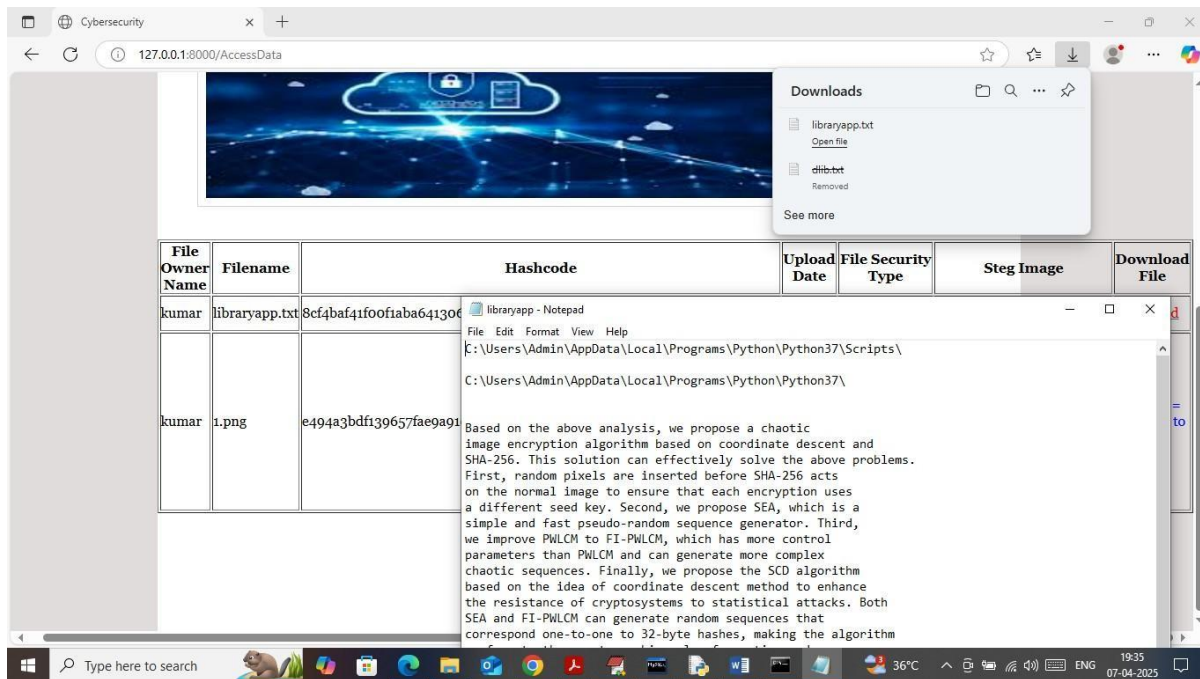 Cybersecurity
127.0.0.1:8000/AccessData
Downloads
libraryapp.txt
Open file
dlib.txt
Removed
See more
File Owner Name
Filename
Hashcode
Upload Date
File Security Type
Steg Image
Download File
kumar
libraryapp.txt
8cf4baf41f00f1aba641306
d
kumar
1.png
e494a3bdf139657fae9a91
=
to
libraryapp - Notepad
File Edit Format View Help
C:\Users\Admin\AppData\Local\Programs\Python\Python37\Scripts\
C:\Users\Admin\AppData\Local\Programs\Python\Python37\
Based on the above analysis, we propose a chaotic
image encryption algorithm based on coordinate descent and
SHA-256. This solution can effectively solve the above problems.
First, random pixels are inserted before SHA-256 acts
on the normal image to ensure that each encryption uses
a different seed key. Second, we propose SEA, which is a
simple and fast pseudo-random sequence generator. Third,
we improve PWLCM to FI-PWLCM, which has more control
parameters than PWLCM and can generate more complex
chaotic sequences. Finally, we propose the SCD algorithm
based on the idea of coordinate descent method to enhance
the resistance of cryptosystems to statistical attacks. Both
SEA and FI-PWLCM can generate random sequences that
correspond one-to-one to 32-byte hashes, making the algorithm
Type here to search
36°C
ENG
19:35
07-04-2025